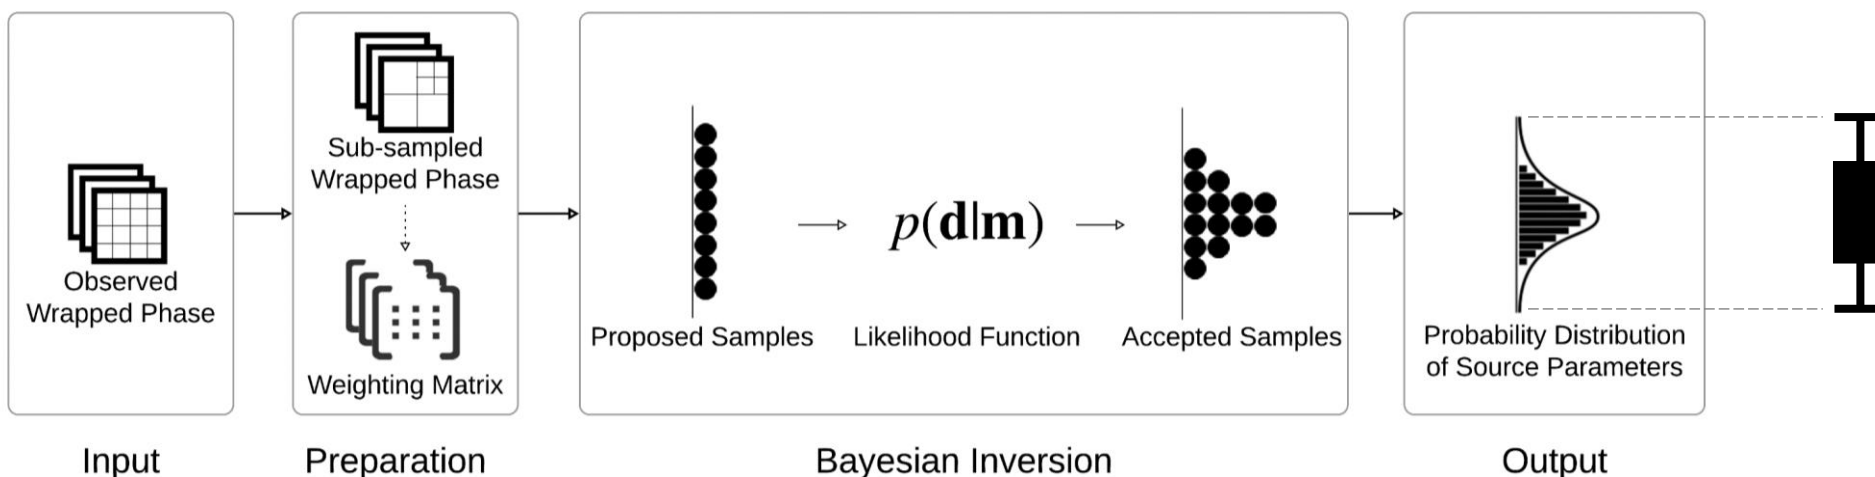 Observed
Wrapped Phase
Input
Sub-sampled
Wrapped Phase
Weighting Matrix
Preparation
Proposed Samples
p(d|m)
Likelihood Function
Accepted Samples
Bayesian Inversion
Probability Distribution
of Source Parameters
Output